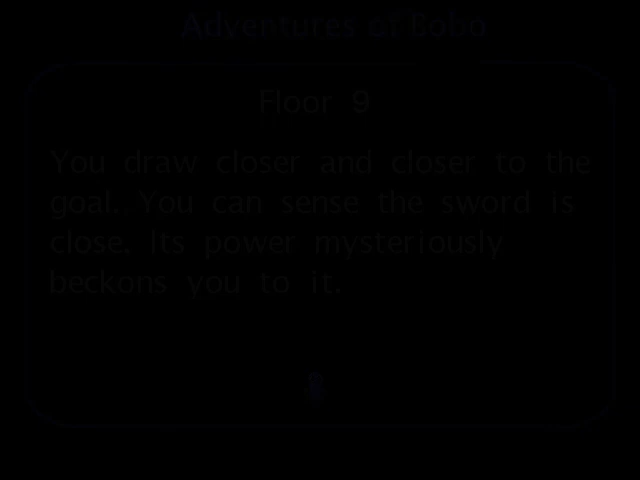 Adventures of Bobo
Floor 9
You draw closer and closer to the
goal. You can sense the sword is
close. Its power mysteriously
beckons you to it.